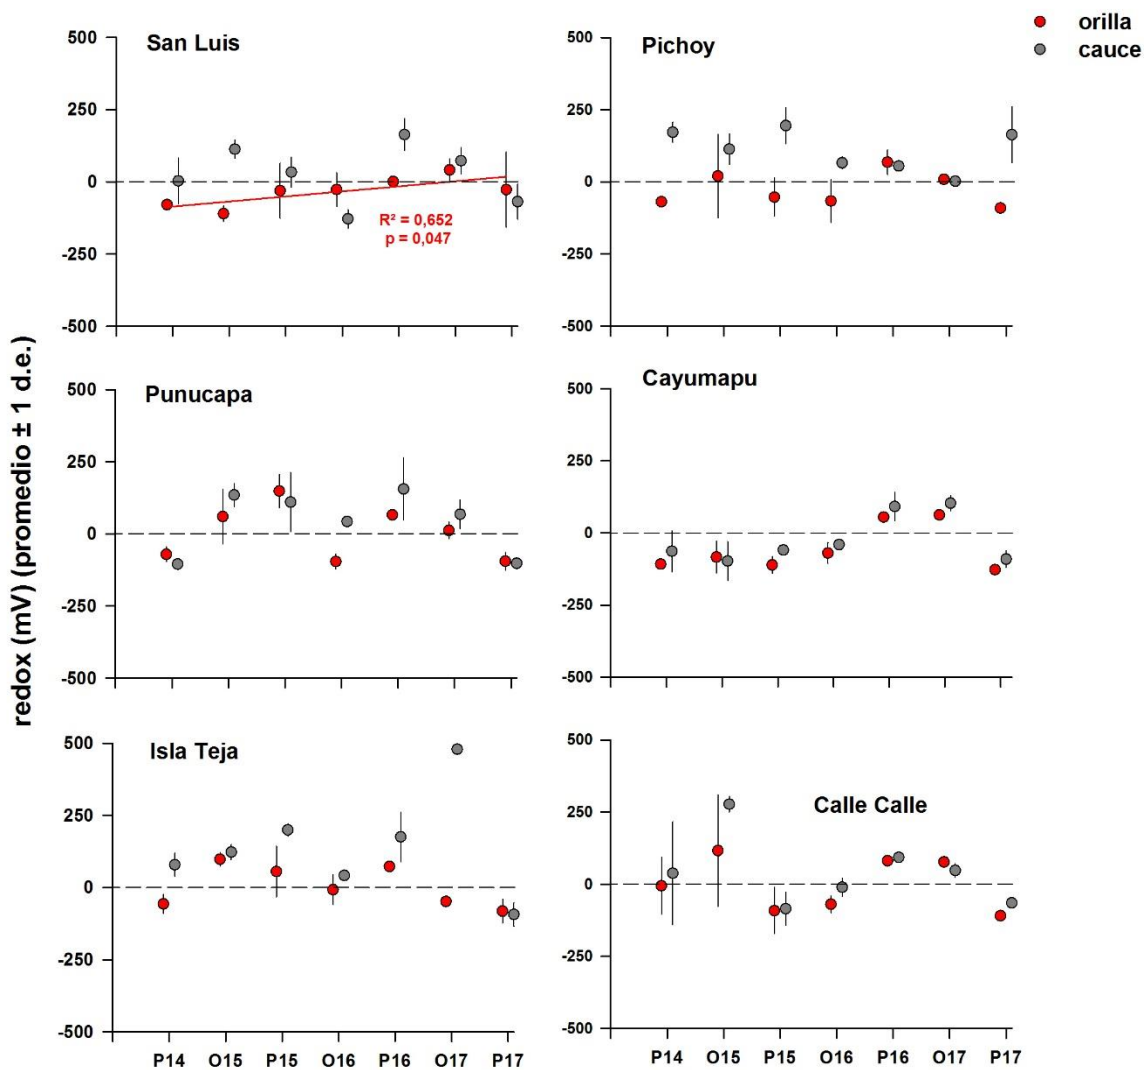 orilla
cauce
redox (mV) (promedio ± 1 d.e.)
San Luis
500
250
0
-250
-500
R² = 0,652
p = 0,047
Pichoy
500
250
0
-250
-500
Punucapa
500
250
0
-250
-500
Cayumapu
500
250
0
-250
-500
Isla Teja
500
250
0
-250
-500
P14 O15 P15 O16 P16 O17 P17
Calle Calle
500
250
0
-250
-500
P14 O15 P15 O16 P16 O17 P17